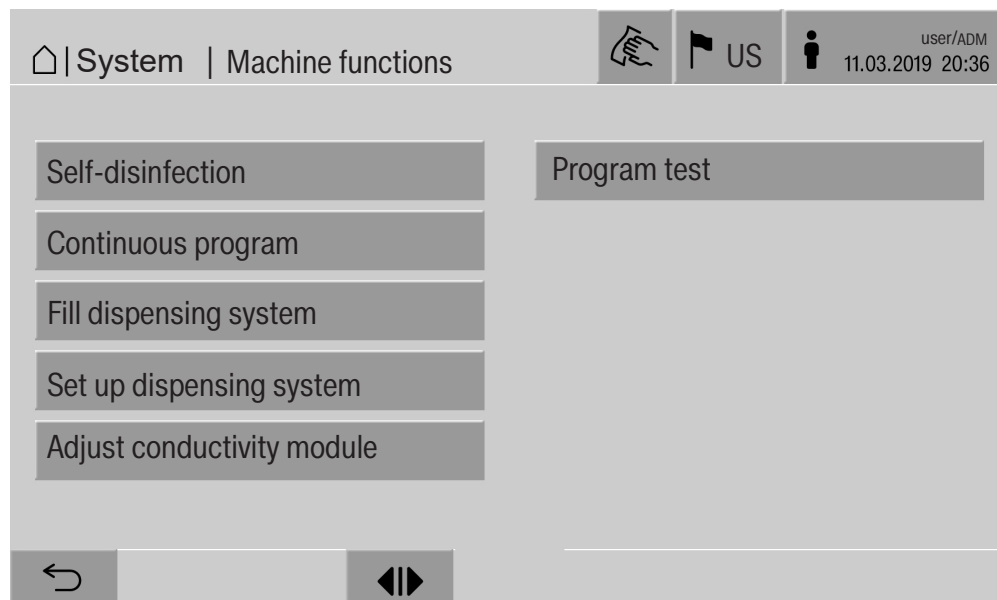 | System | Machine functions
US
user/ADM
11.03.2019 20:36
Self-disinfection
Program test
Continuous program
Fill dispensing system
Set up dispensing system
Adjust conductivity module